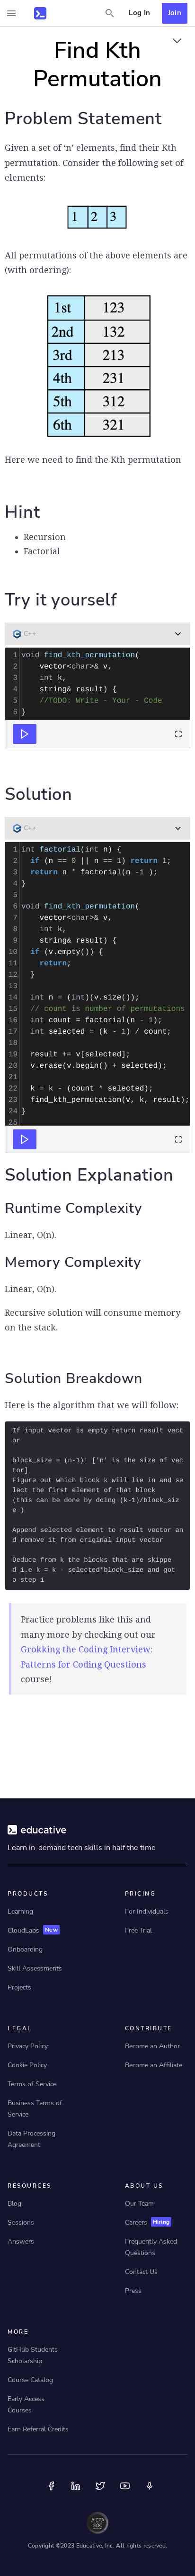 Log In
Join
Find Kth
Permutation
Problem Statement
Given a set of ‘n’ elements, find their Kth
permutation. Consider the following set of
elements:
1 2 3
All permutations of the above elements are
(with ordering):
1st 123
2nd 132
3rd 213
4th 231
5th 312
6th 321
Here we need to find the Kth permutation
Hint
• Recursion
• Factorial
Try it yourself
C++
1 void find_kth_permutation(
2     vector<char>& v,
3     int k,
4     string& result) {
5     //TODO: Write - Your - Code
6 }
Solution
C++
1 int factorial(int n) {
2   if (n == 0 || n == 1) return 1;
3   return n * factorial(n -1 );
4 }
5
6 void find_kth_permutation(
7     vector<char>& v,
8     int k,
9     string& result) {
10   if (v.empty()) {
11     return;
12   }
13
14   int n = (int)(v.size());
15   // count is number of permutations
16   int count = factorial(n - 1);
17   int selected = (k - 1) / count;
18
19   result += v[selected];
20   v.erase(v.begin() + selected);
21
22   k = k - (count * selected);
23   find_kth_permutation(v, k, result);
24 }
25
Solution Explanation
Runtime Complexity
Linear, O(n).
Memory Complexity
Linear, O(n).
Recursive solution will consume memory
on the stack.
Solution Breakdown
Here is the algorithm that we will follow:
If input vector is empty return result vect
or
block_size = (n-1)! ['n' is the size of vec
tor]
Figure out which block k will lie in and se
lect the first element of that block
(this can be done by doing (k-1)/block_siz
e )
Append selected element to result vector an
d remove it from original input vector
Deduce from k the blocks that are skippe
d i.e k = k - selected*block_size and got
o step 1
Practice problems like this and
many more by checking out our
Grokking the Coding Interview:
Patterns for Coding Questions
course!
educative
Learn in-demand tech skills in half the time
PRODUCTS
Learning
CloudLabs New
Onboarding
Skill Assessments
Projects
PRICING
For Individuals
Free Trial
LEGAL
Privacy Policy
Cookie Policy
Terms of Service
Business Terms of
Service
Data Processing
Agreement
CONTRIBUTE
Become an Author
Become an Affiliate
RESOURCES
Blog
Sessions
Answers
ABOUT US
Our Team
Careers Hiring
Frequently Asked
Questions
Contact Us
Press
MORE
GitHub Students
Scholarship
Course Catalog
Early Access
Courses
Earn Referral Credits
AICPA
SOC
Copyright ©2023 Educative, Inc. All rights reserved.